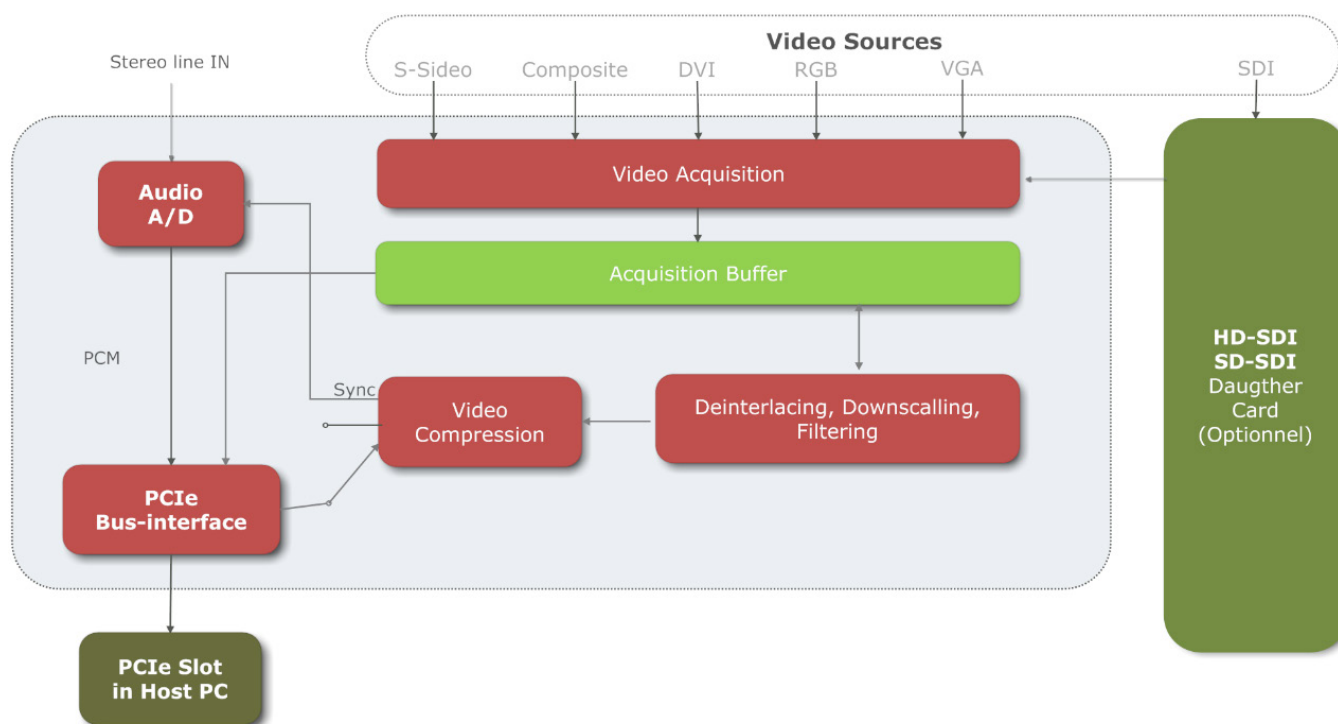 Video Sources
Stereo line IN
S-Sideo
Composite
DVI
RGB
VGA
SDI
Audio
A/D
Video Acquisition
Acquisition Buffer
HD-SDI
SD-SDI
Daugther
Card
(Optionnel)
PCM
Sync
Video
Compression
Deinterlacing, Downscalling,
Filtering
PCIe
Bus-interface
PCIe Slot
in Host PC